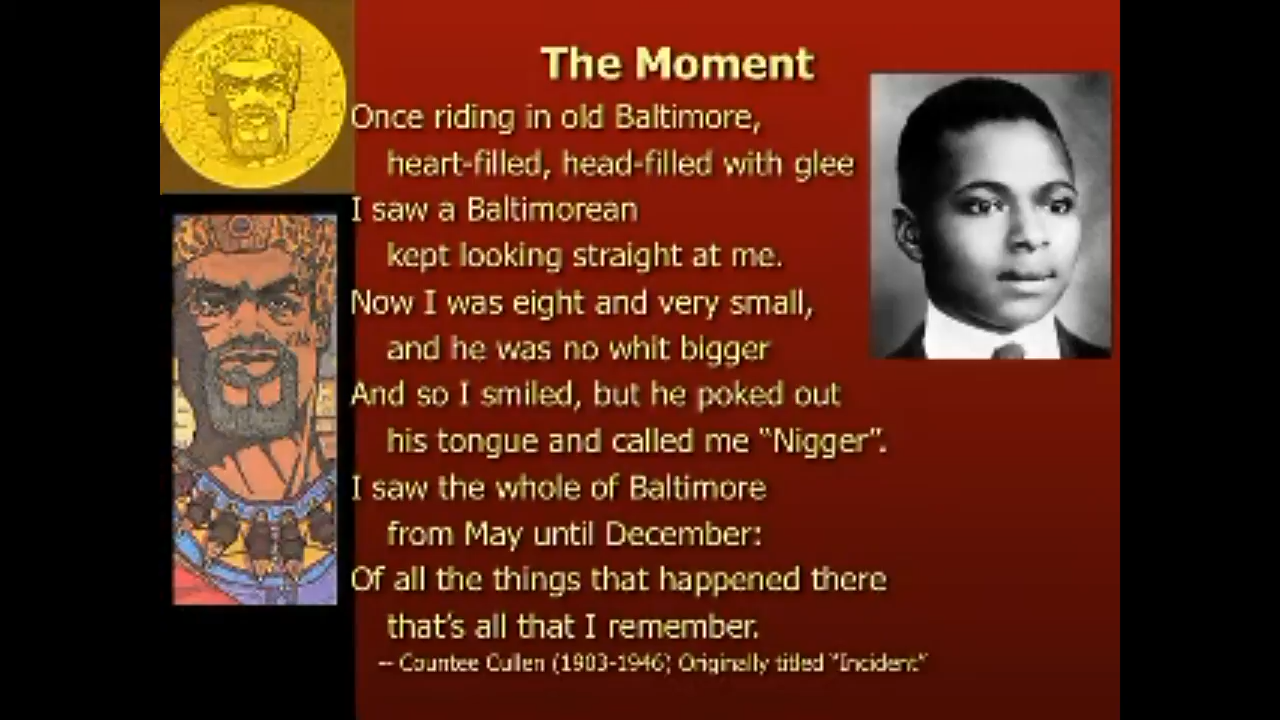 The Moment
Once riding in old Baltimore,
heart-filled, head-filled with glee
I saw a Baltimorean
kept looking straight at me.
Now I was eight and very small,
and he was no whit bigger
And so I smiled, but he poked out
his tongue and called me “Nigger”.
I saw the whole of Baltimore
from May until December:
Of all the things that happened there
that’s all that I remember.
-- Countee Cullen (1903-1946) Originally titled “Incident”